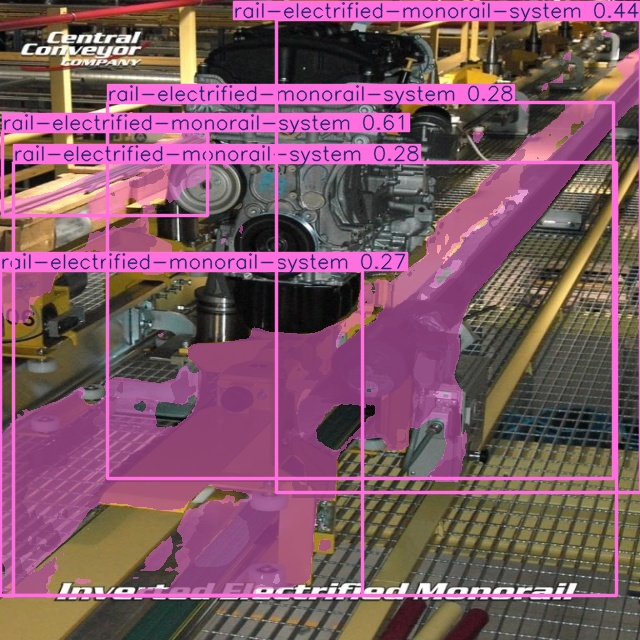 rail-electrified-monorail-system 0.44
Central
Conveyor
COMPANY
rail-electrified-monorail-system 0.28
rail-electrified-monorail-system 0.61
rail-electrified-monorail-system 0.28
rail-electrified-monorail-system 0.27
06
Inverted Electrified Monorail